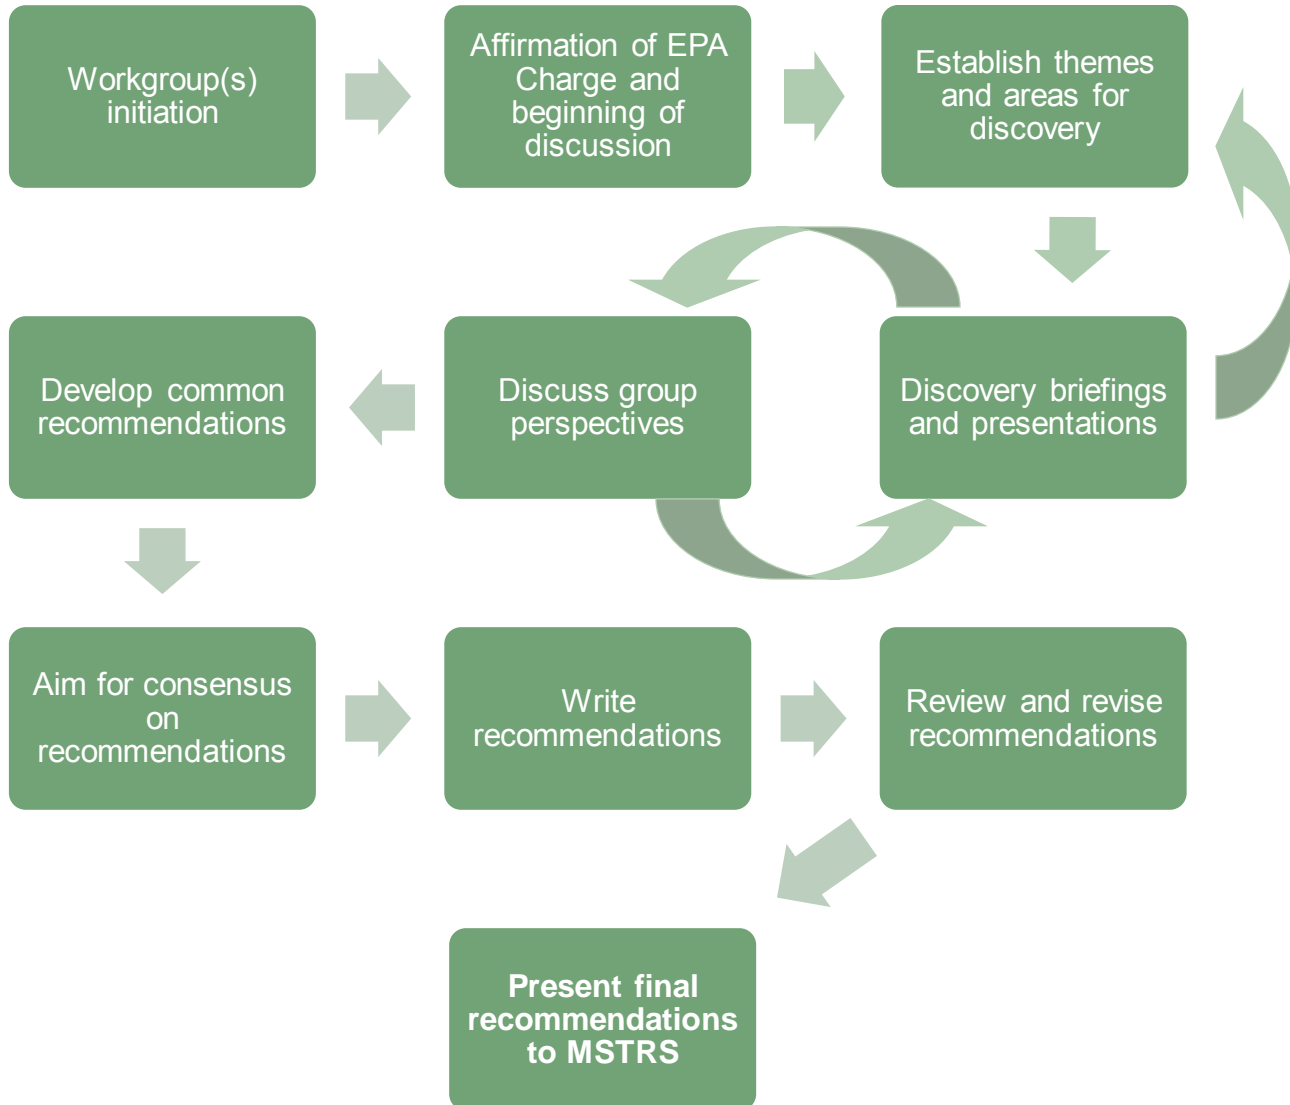 Workgroup(s)
initiation
Affirmation of EPA
Charge and
beginning of
discussion
Establish themes
and areas for
discovery
Discovery briefings
and presentations
Discuss group
perspectives
Develop common
recommendations
Aim for consensus
on
recommendations
Write
recommendations
Review and revise
recommendations
Present final
recommendations
to MSTRS